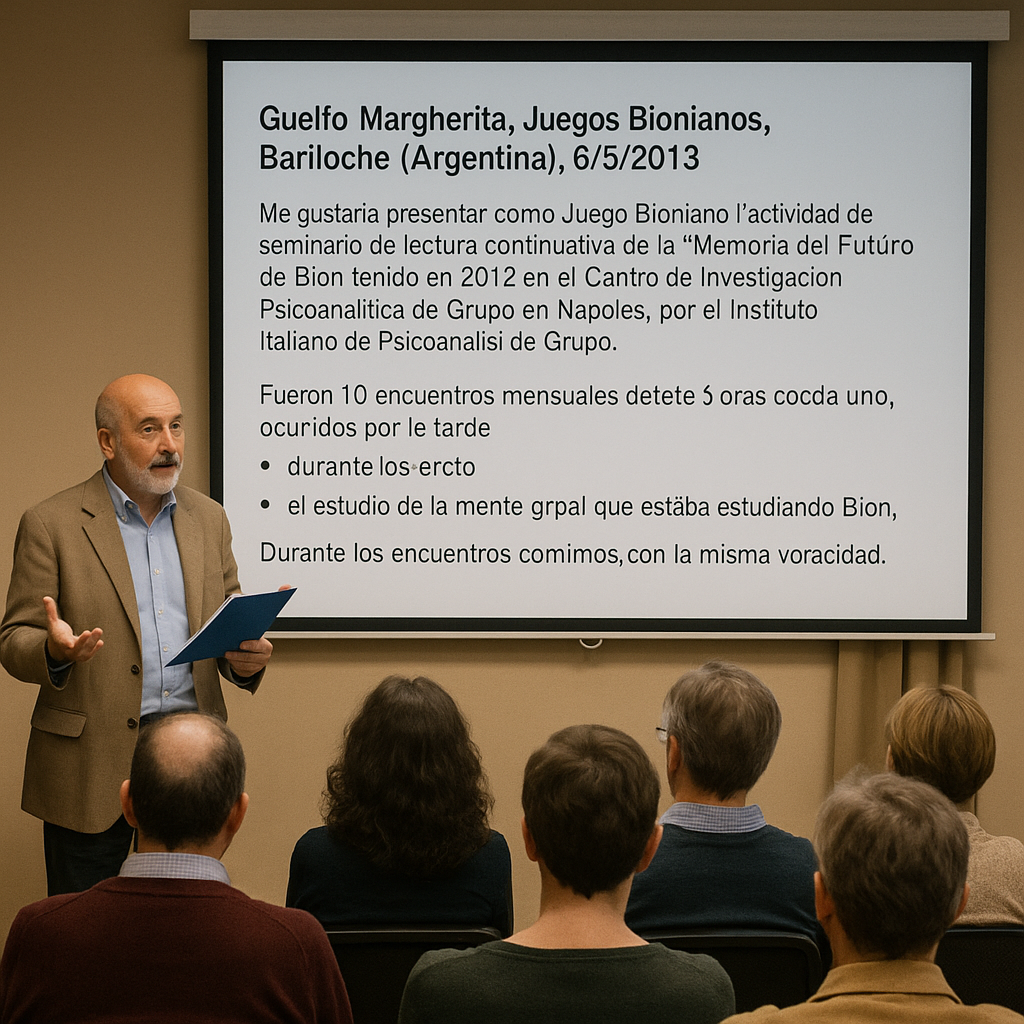 Guelfo Margherita, Juegos Bionianos,
Bariloche (Argentina), 6/5/2013
Me gustaria presentar como Juego Bioniano l'actividad de
seminario de lectura continuativa de la “Memoria del Futúro
de Bion tenido en 2012 en el Cantro de Investigacion
Psicoanalitica de Grupo en Napoles, por el Instituto
Italiano de Psicoanalisi de Grupo.
Fueron 10 encuentros mensuales detete 5 oras cocda uno,
ocuridos por le tarde
• durante los ercto
• el estudio de la mente grpal que estäba estudiando Bion,
Durante los encuentros comimos, con la misma voracidad.